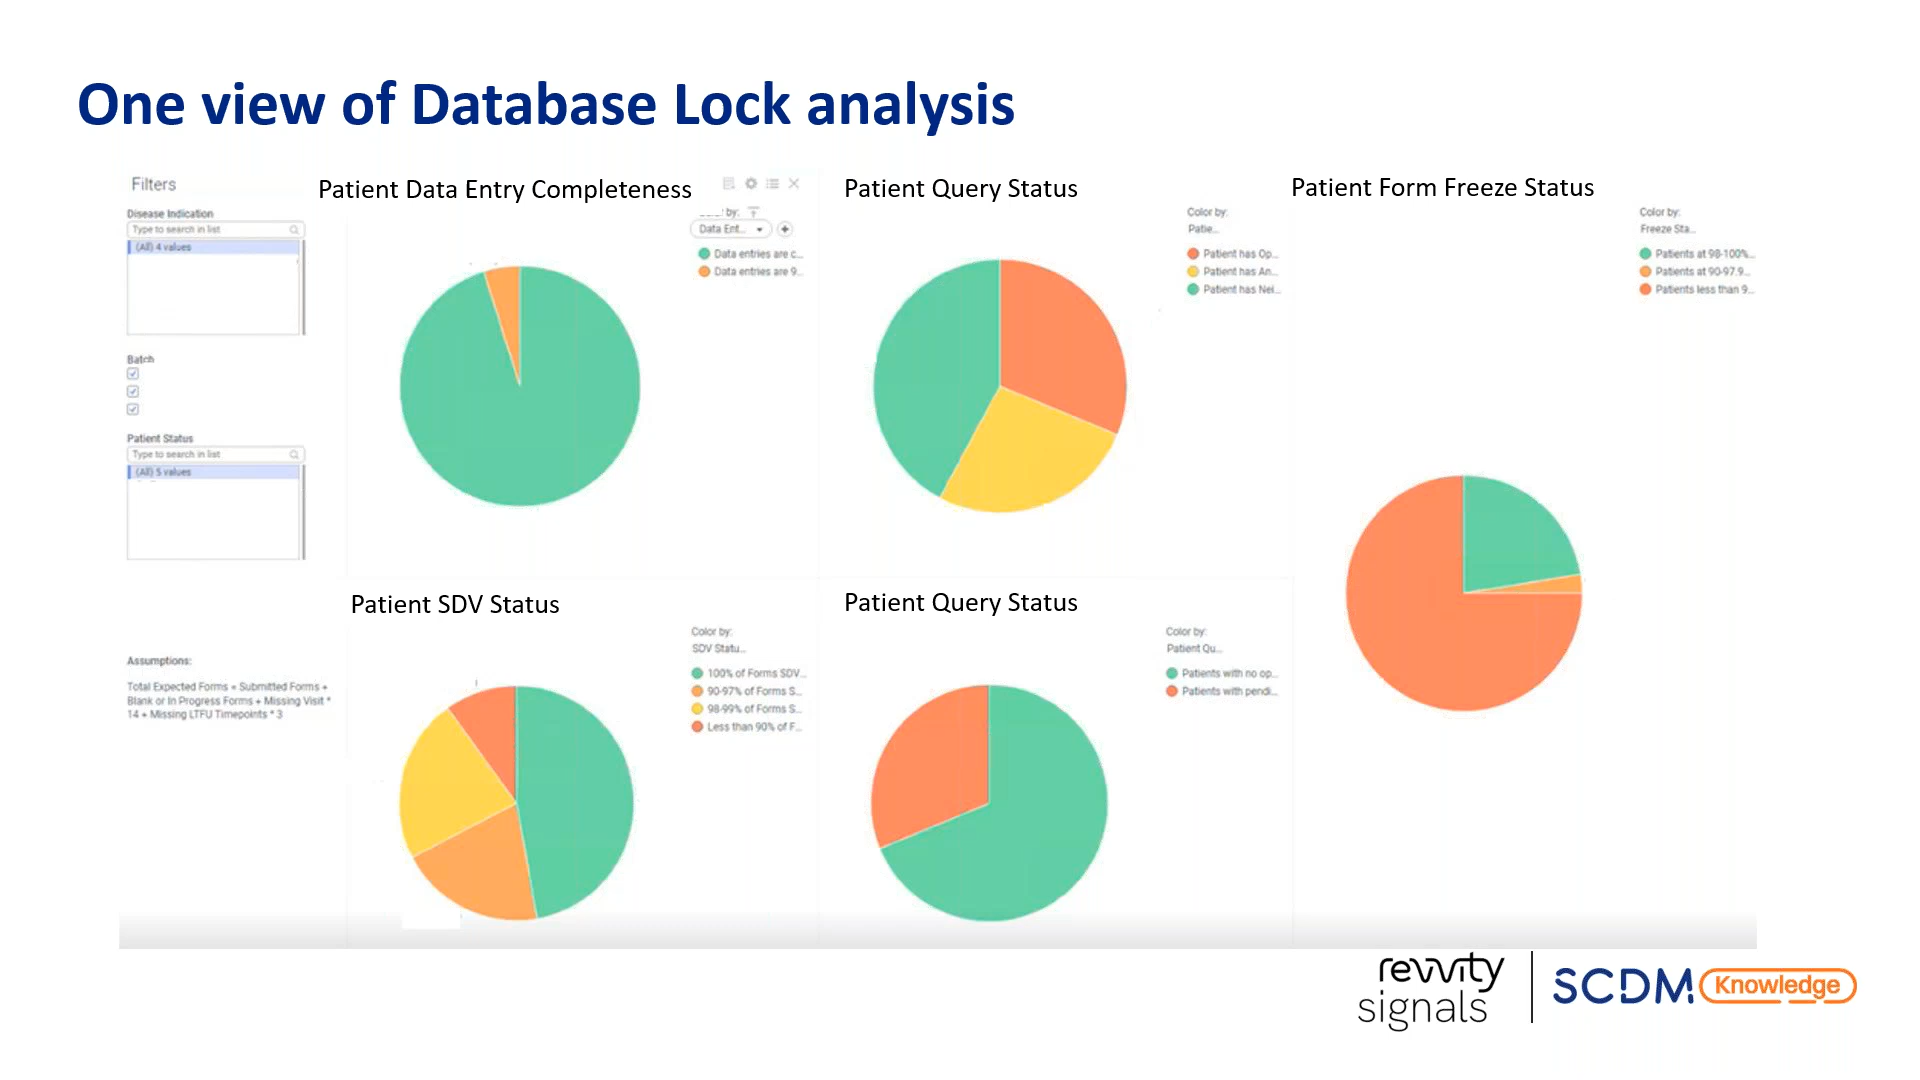 One view of Database Lock analysis
Filters
Disease Indication
Type to search in list
(All) 4 values
Batch
Patient Status
Type to search in list
(All) 5 values
Assumptions:
Total Expected Forms = Submitted Forms +
Blank or In Progress Forms + Missing Visit *
14 + Missing LTFU Timepoints * 3
Patient Data Entry Completeness
by:
Data Ent...
Data entries are c...
Data entries are 9...
Patient Query Status
Color by:
Patie...
Patient has Op...
Patient has An...
Patient has Nei...
Patient Form Freeze Status
Color by:
Freeze Sta...
Patients at 98-100%...
Patients at 90-97.9...
Patients less than 9...
Patient SDV Status
Color by:
SDV Statu...
100% of Forms SDV...
90-97% of Forms S...
98-99% of Forms S...
Less than 90% of F...
Patient Query Status
Color by:
Patient Qu...
Patients with no op...
Patients with pendi...
revvity
signals
SCDM Knowledge